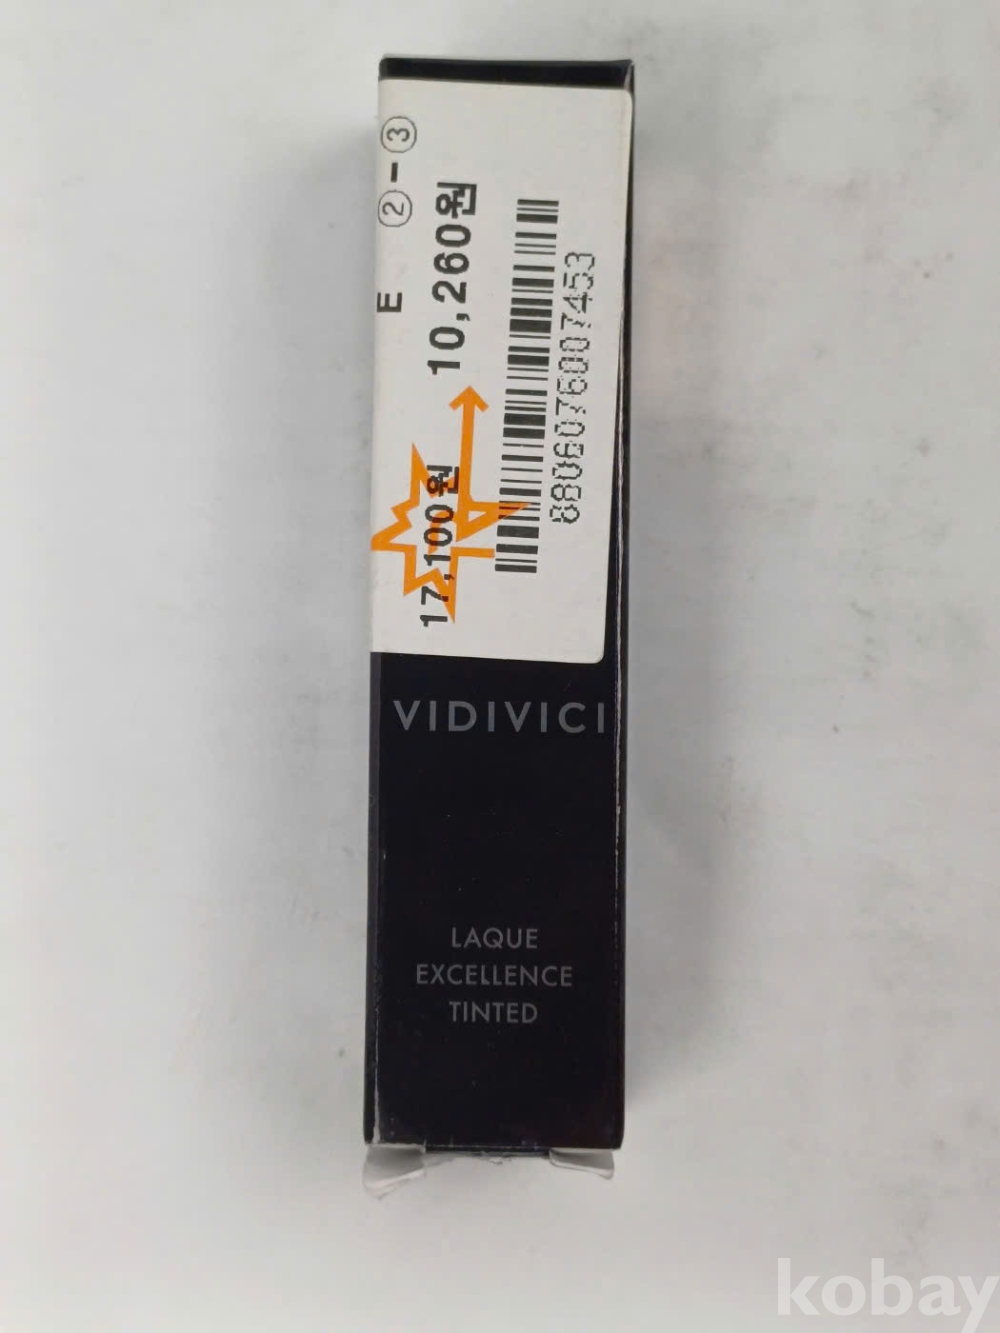 E ②-③
17,100원 10,260원
8806076007453
VIDIVICI
LAQUE
EXCELLENCE
TINTED
kobay